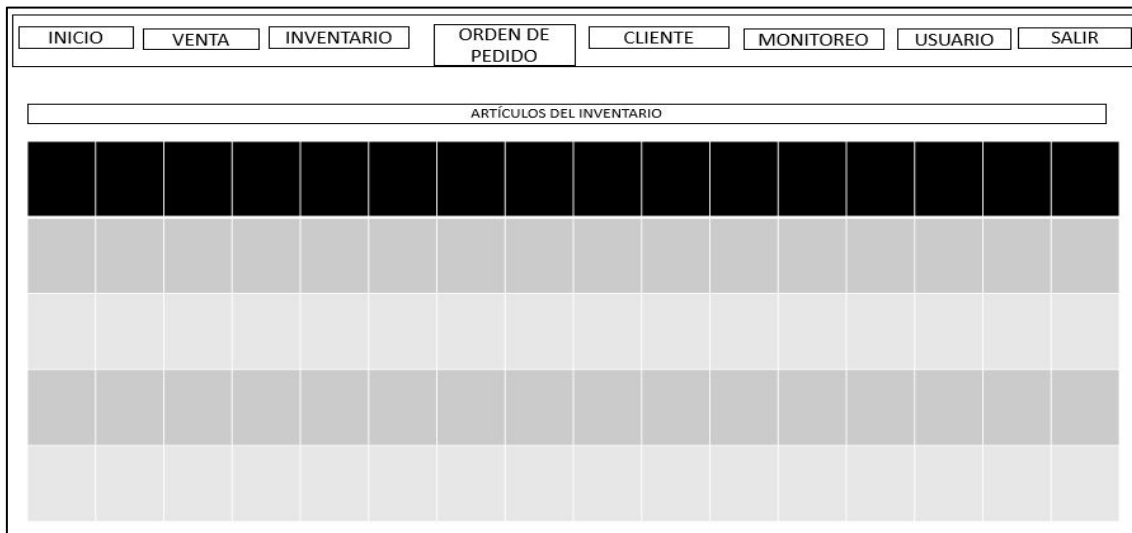 INICIO
VENTA
INVENTARIO
ORDEN DE
PEDIDO
CLIENTE
MONITOREO
USUARIO
SALIR
ARTÍCULOS DEL INVENTARIO